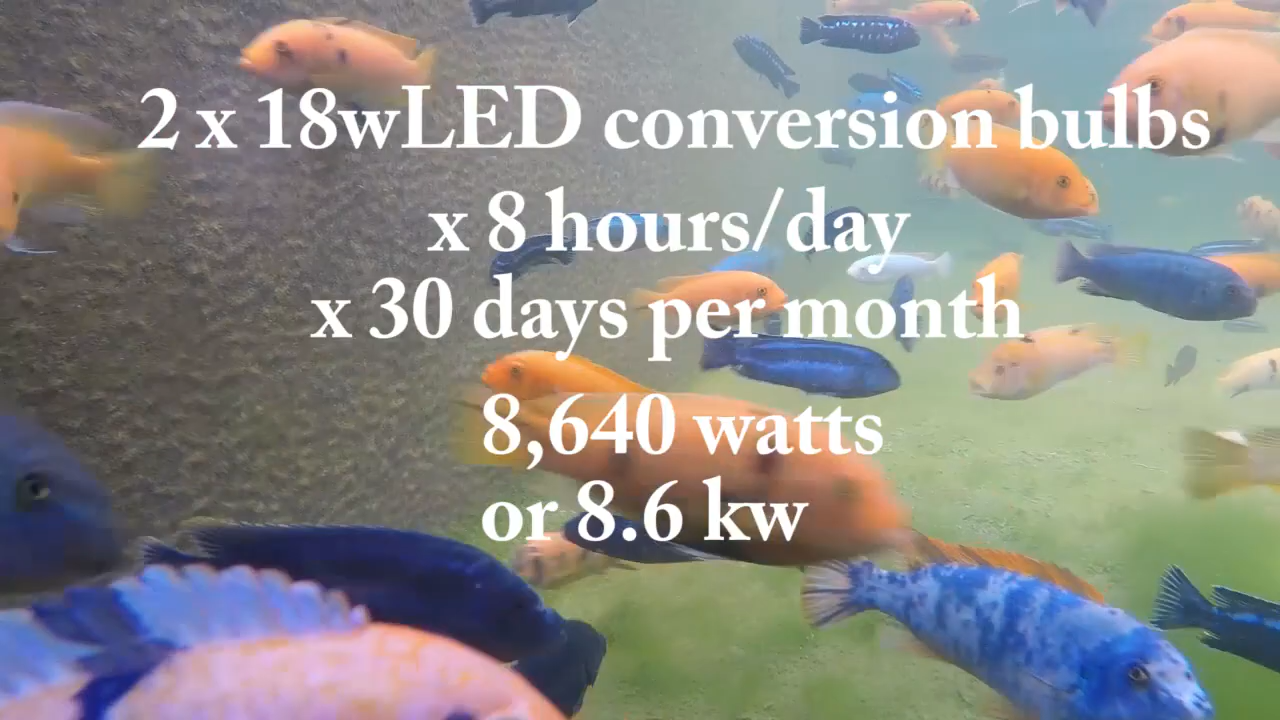 2 x 18wLED conversion bulbs
x 8 hours/day
x 30 days per month
8,640 watts
or 8.6 kw